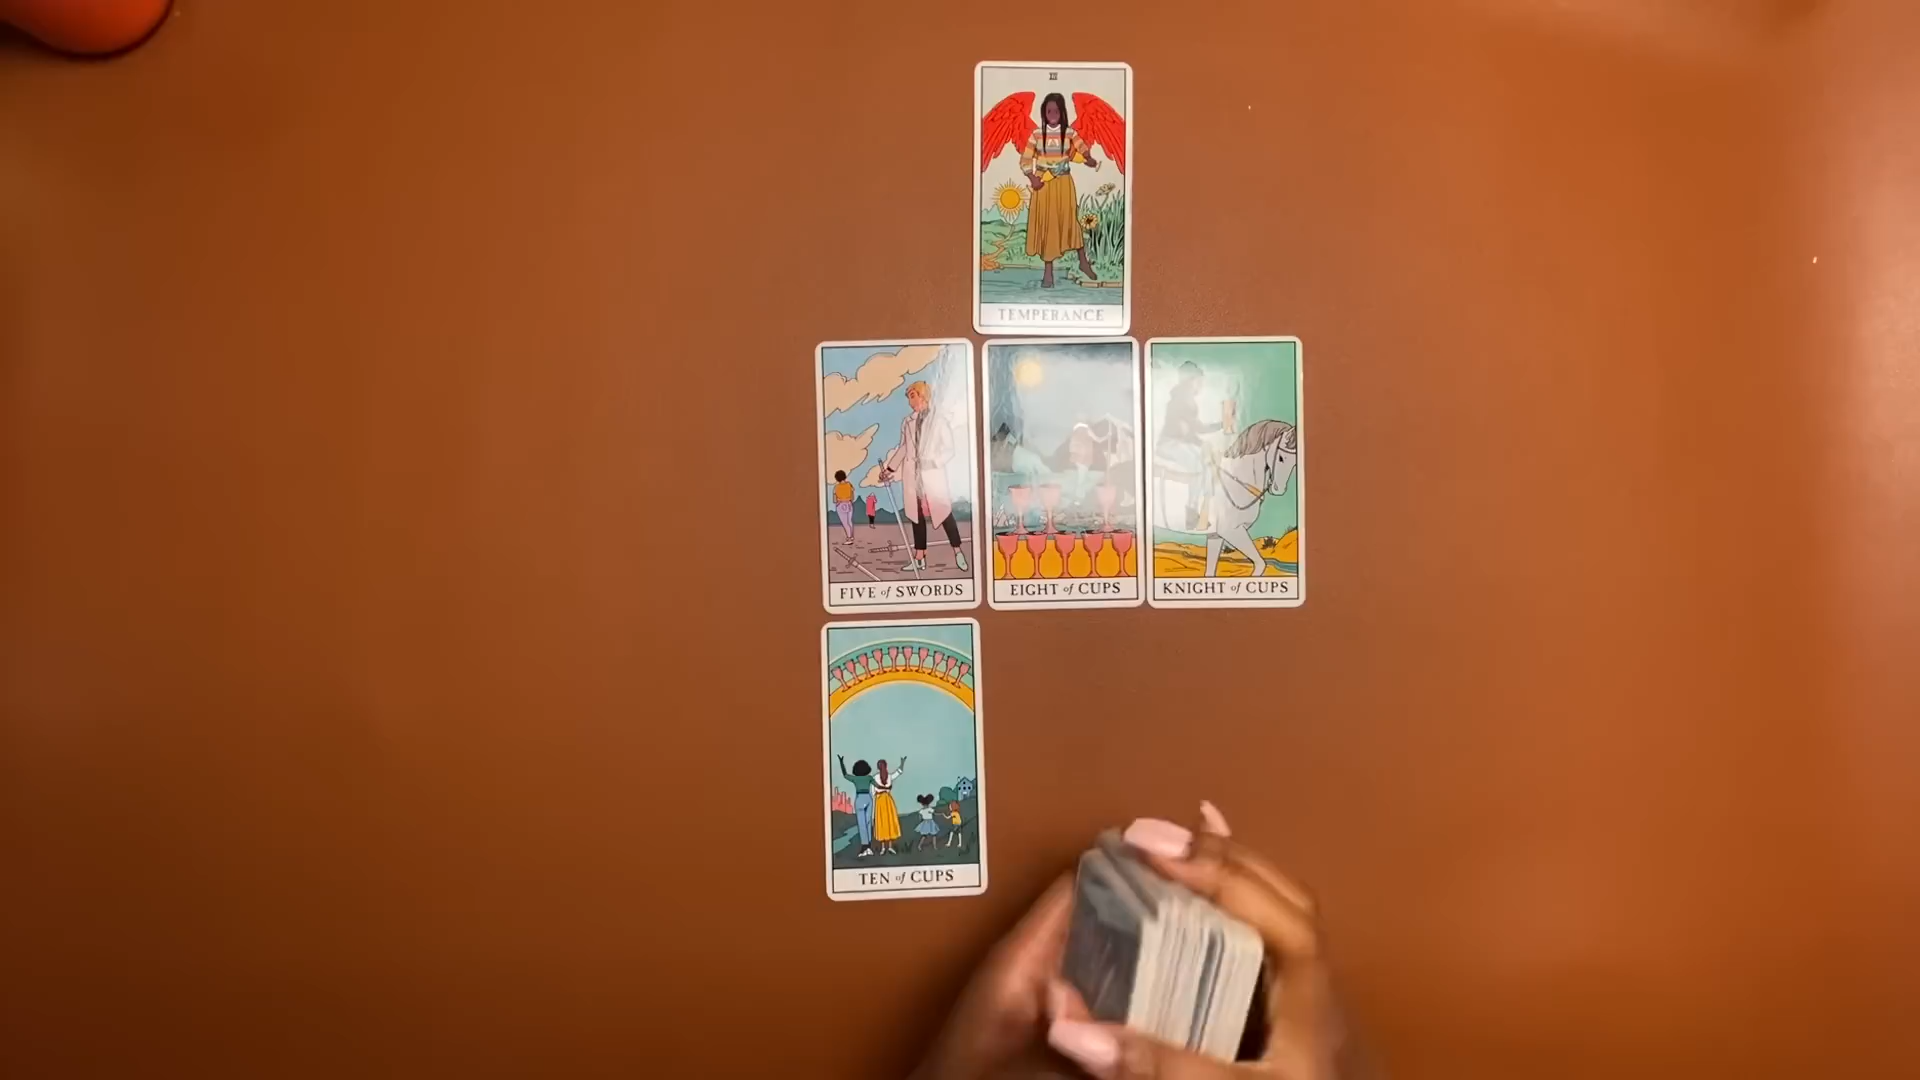 TEMPERANCE
FIVE of SWORDS
EIGHT of CUPS
KNIGHT of CUPS
TEN of CUPS